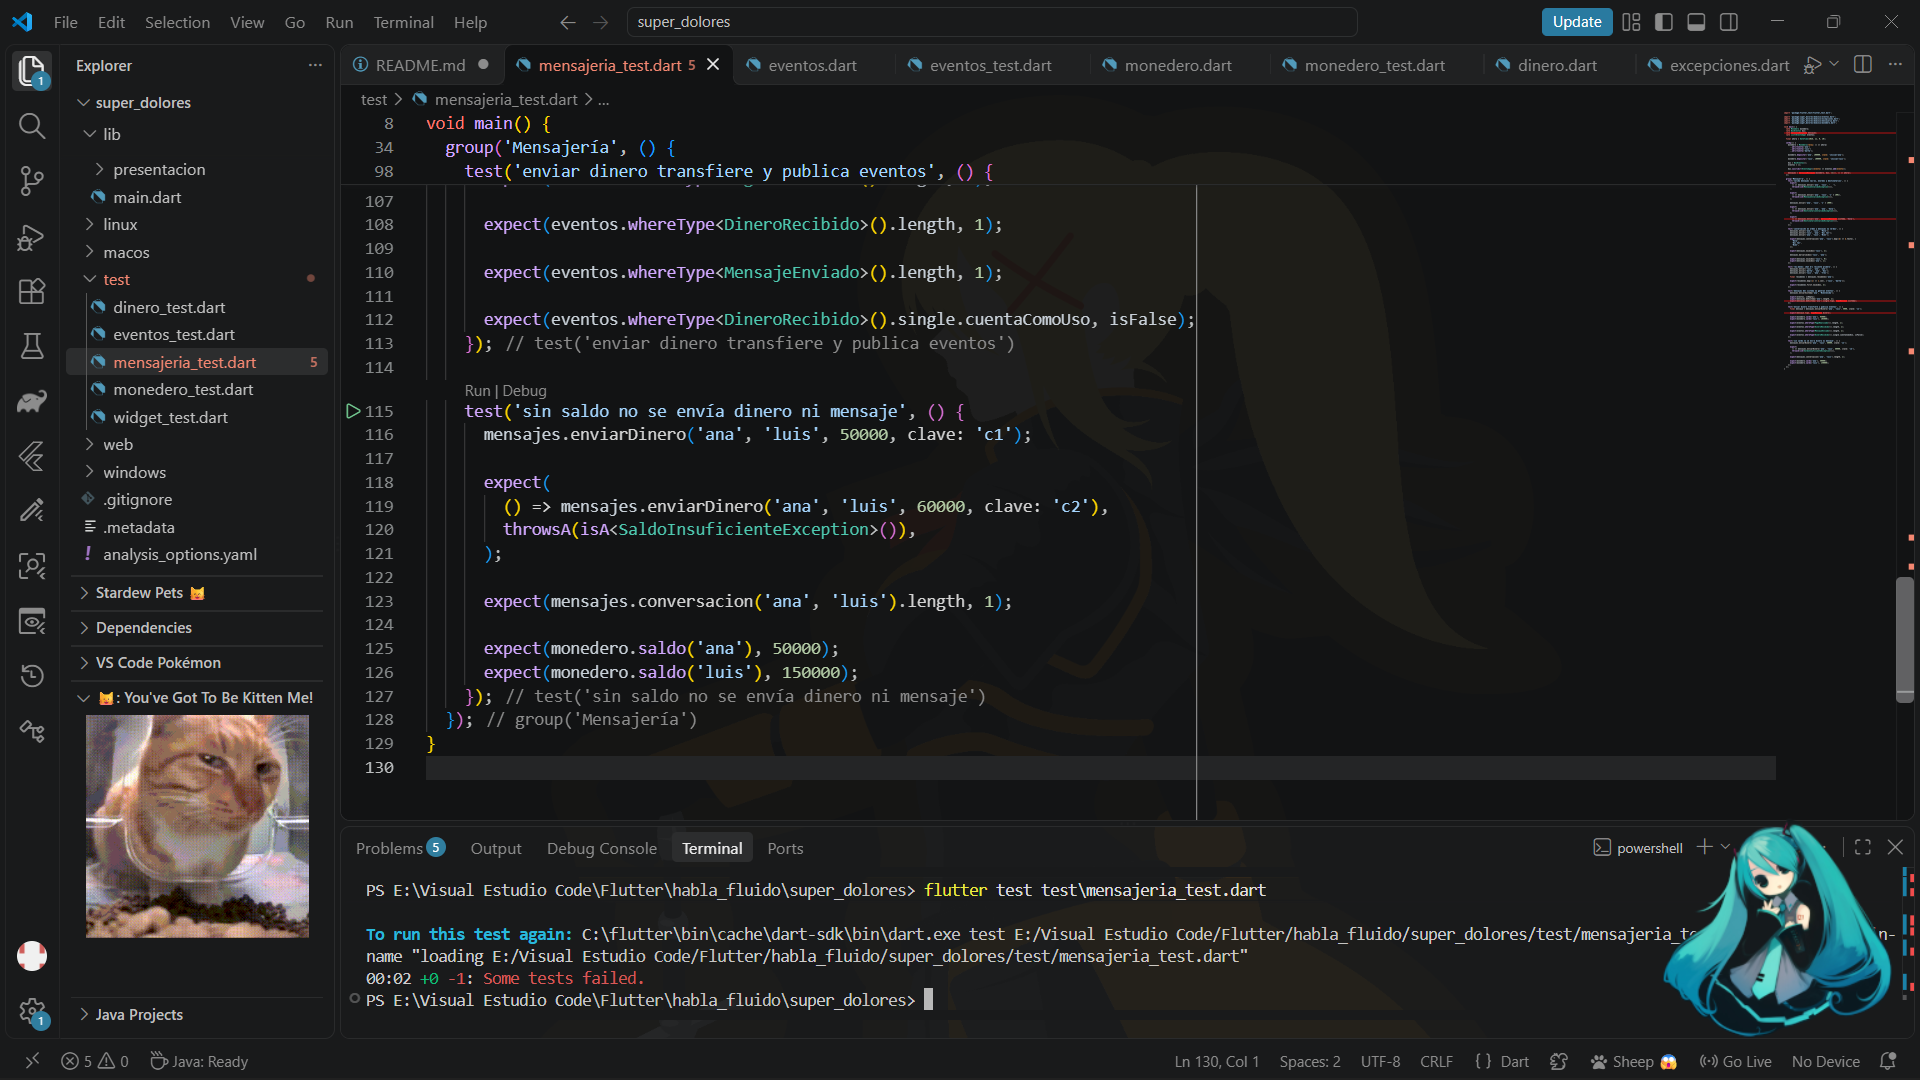 File Edit Selection View Go Run Terminal Help
super_dolores
Update
Explorer
super_dolores
lib
presentacion
main.dart
linux
macos
test
dinero_test.dart
eventos_test.dart
mensajeria_test.dart 5
monedero_test.dart
widget_test.dart
web
windows
.gitignore
.metadata
analysis_options.yaml
Stardew Pets 🐱
Dependencies
VS Code Pokémon
🐱: You've Got To Be Kitten Me!
Java Projects
1
1
README.md
mensajeria_test.dart 5
eventos.dart
eventos_test.dart
monedero.dart
monedero_test.dart
dinero.dart
excepciones.dart
test > mensajeria_test.dart > ...
8 void main() {
34 group('Mensajería', () {
98 test('enviar dinero transfiere y publica eventos', () {
107
108 expect(eventos.whereType<DineroRecibido>().length, 1);
109
110 expect(eventos.whereType<MensajeEnviado>().length, 1);
111
112 expect(eventos.whereType<DineroRecibido>().single.cuentaComoUso, isFalse);
113 }); // test('enviar dinero transfiere y publica eventos')
114
Run | Debug
115 test('sin saldo no se envía dinero ni mensaje', () {
116 mensajes.enviarDinero('ana', 'luis', 50000, clave: 'c1');
117
118 expect(
119 () => mensajes.enviarDinero('ana', 'luis', 60000, clave: 'c2'),
120 throwsA(isA<SaldoInsuficienteException>()),
121 );
122
123 expect(mensajes.conversacion('ana', 'luis').length, 1);
124
125 expect(monedero.saldo('ana'), 50000);
126 expect(monedero.saldo('luis'), 150000);
127 }); // test('sin saldo no se envía dinero ni mensaje')
128 }); // group('Mensajería')
129 }
130
Problems 5 Output Debug Console Terminal Ports
powershell
PS E:\Visual Estudio Code\Flutter\habla_fluido\super_dolores> flutter test test\mensajeria_test.dart
To run this test again: C:\flutter\bin\cache\dart-sdk\bin\dart.exe test E:/Visual Estudio Code/Flutter/habla_fluido/super_dolores/test/mensajeria_te
name "loading E:/Visual Estudio Code/Flutter/habla_fluido/super_dolores/test/mensajeria_test.dart"
00:02 +0 -1: Some tests failed.
PS E:\Visual Estudio Code\Flutter\habla_fluido\super_dolores>
5 0 Java: Ready
Ln 130, Col 1 Spaces: 2 UTF-8 CRLF { } Dart Sheep 😱 Go Live No Device